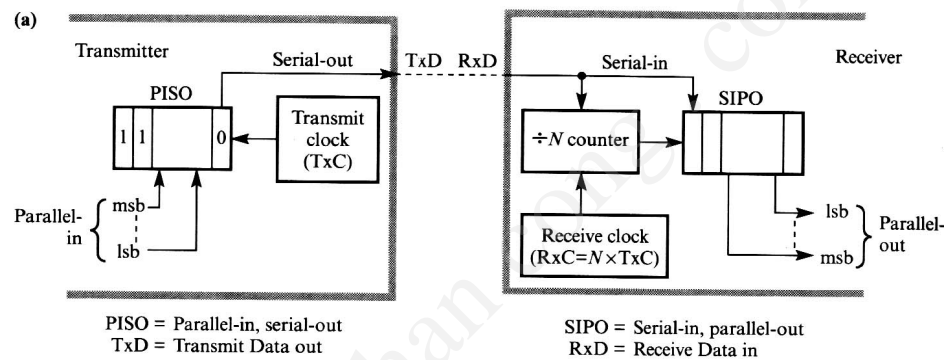 (a)
Transmitter
Serial-out
TxD
RxD
Serial-in
Receiver
PISO
SIPO
1 1 0
Transmit
clock
(TxC)
÷N counter
Parallel-
in
msb
lsb
Receive clock
(RxC=N×TxC)
lsb
msb
Parallel-
out
PISO = Parallel-in, serial-out
TxD = Transmit Data out
SIPO = Serial-in, parallel-out
RxD = Receive Data in